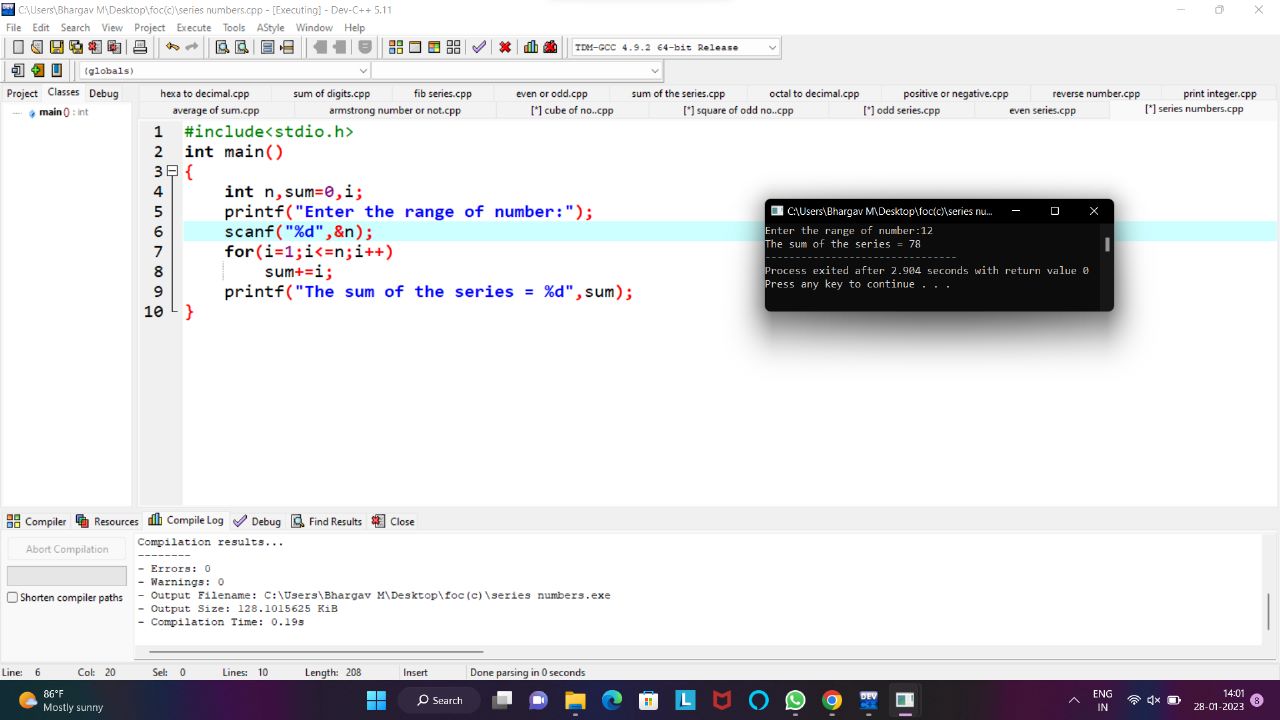 C:\Users\Bhargav M\Desktop\foc(c)\series numbers.cpp - [Executing] - Dev-C++ 5.11
File Edit Search View Project Execute Tools AStyle Window Help
TDM-GCC 4.9.2 64-bit Release
(globals)
Project Classes Debug
hexa to decimal.cpp sum of digits.cpp fib series.cpp even or odd.cpp sum of the series.cpp octal to decimal.cpp positive or negative.cpp reverse number.cpp print integer.cpp
average of sum.cpp armstrong number or not.cpp [*] cube of no..cpp [*] square of odd no..cpp [*] odd series.cpp even series.cpp [*] series numbers.cpp
main() : int
1 #include<stdio.h>
2 int main()
3 {
4 int n,sum=0,i;
5 printf("Enter the range of number:");
6 scanf("%d",&n);
7 for(i=1;i<=n;i++)
8 sum+=i;
9 printf("The sum of the series = %d",sum);
10 }
C:\Users\Bhargav M\Desktop\foc(c)\series nu...
Enter the range of number:12
The sum of the series = 78
--------------------------------
Process exited after 2.904 seconds with return value 0
Press any key to continue . . .
Compiler Resources Compile Log Debug Find Results Close
Abort Compilation
Shorten compiler paths
Compilation results...
--------
- Errors: 0
- Warnings: 0
- Output Filename: C:\Users\Bhargav M\Desktop\foc(c)\series numbers.exe
- Output Size: 128.1015625 KiB
- Compilation Time: 0.19s
Line: 6 Col: 20 Sel: 0 Lines: 10 Length: 208 Insert Done parsing in 0 seconds
86°F
Mostly sunny
Search
ENG
IN
14:01
28-01-2023
8